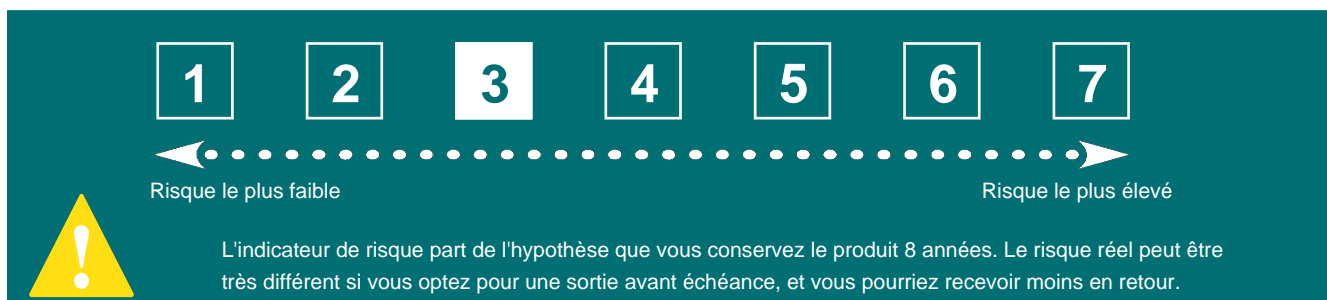 1 2 3 4 5 6 7
Risque le plus faible Risque le plus élevé
!
L'indicateur de risque part de l'hypothèse que vous conservez le produit 8 années. Le risque réel peut être
très différent si vous optez pour une sortie avant échéance, et vous pourriez recevoir moins en retour.